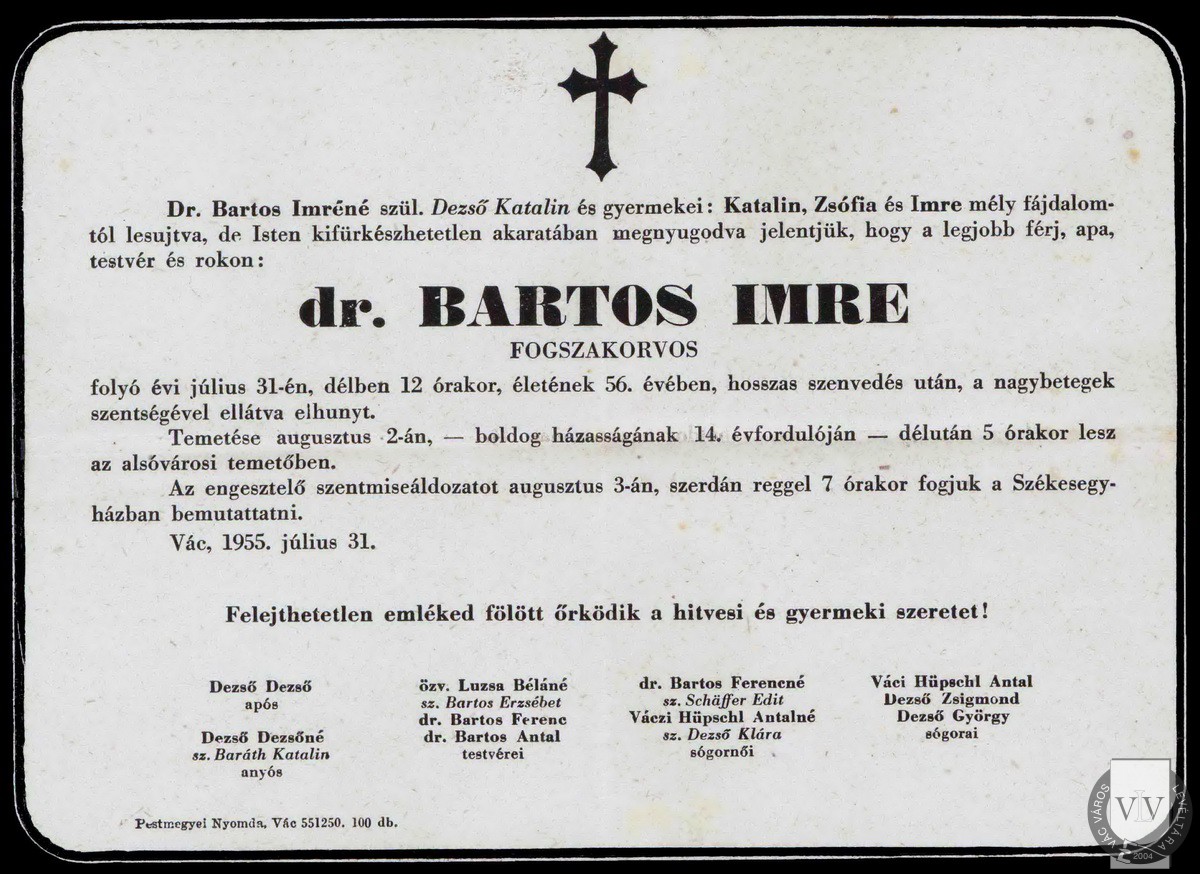 Dr. Bartos Imréné szül. Dezső Katalin és gyermekei: Katalin, Zsófia és Imre mély fájdalom-
tól lesujtva, de Isten kifürkészhetetlen akaratában megnyugodva jelentjük, hogy a legjobb férj, apa,
testvér és rokon:
dr. BARTOS IMRE
FOGSZAKORVOS
folyó évi július 31-én, délben 12 órakor, életének 56. évében, hosszas szenvedés után, a nagybetegek
szentségével ellátva elhunyt.
Temetése augusztus 2-án, — boldog házasságának 14. évfordulóján — délután 5 órakor lesz
az alsóvárosi temetőben.
Az engesztelő szentmiseáldozatot augusztus 3-án, szerdán reggel 7 órakor fogjuk a Székesegy-
házban bemutattatni.
Vác, 1955. július 31.
Felejthetetlen emléked fölött őrködik a hitvesi és gyermeki szeretet!
Dezső Dezső
após
Dezső Dezsőné
sz. Baráth Katalin
anyós
özv. Luzsa Béláné
sz. Bartos Erzsébet
dr. Bartos Ferenc
dr. Bartos Antal
testvérei
dr. Bartos Ferencné
sz. Schäffer Edit
Váczi Hüpschl Antalné
sz. Dezső Klára
sógornői
Váci Hüpschl Antal
Dezső Zsigmond
Dezső György
sógorai
Pestmegyei Nyomda, Vác 551250. 100 db.
VÁC VÁROS LEVÉLTÁRA
VLV
2004